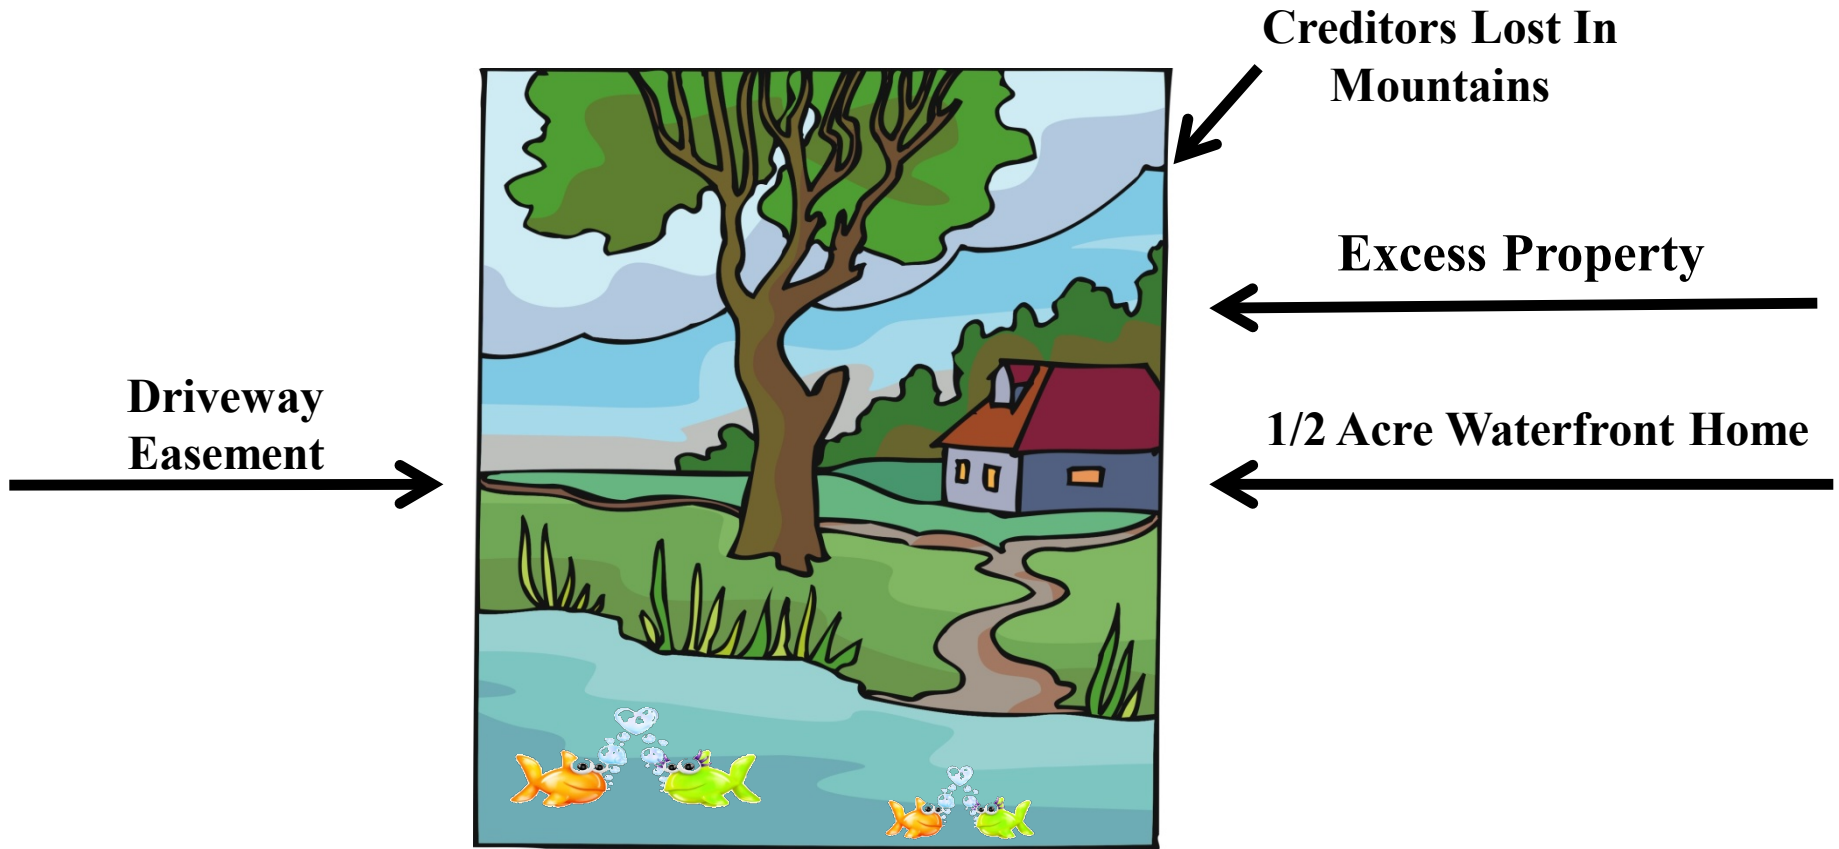 Creditors Lost In
Mountains
Excess Property
Driveway
Easement
1/2 Acre Waterfront Home